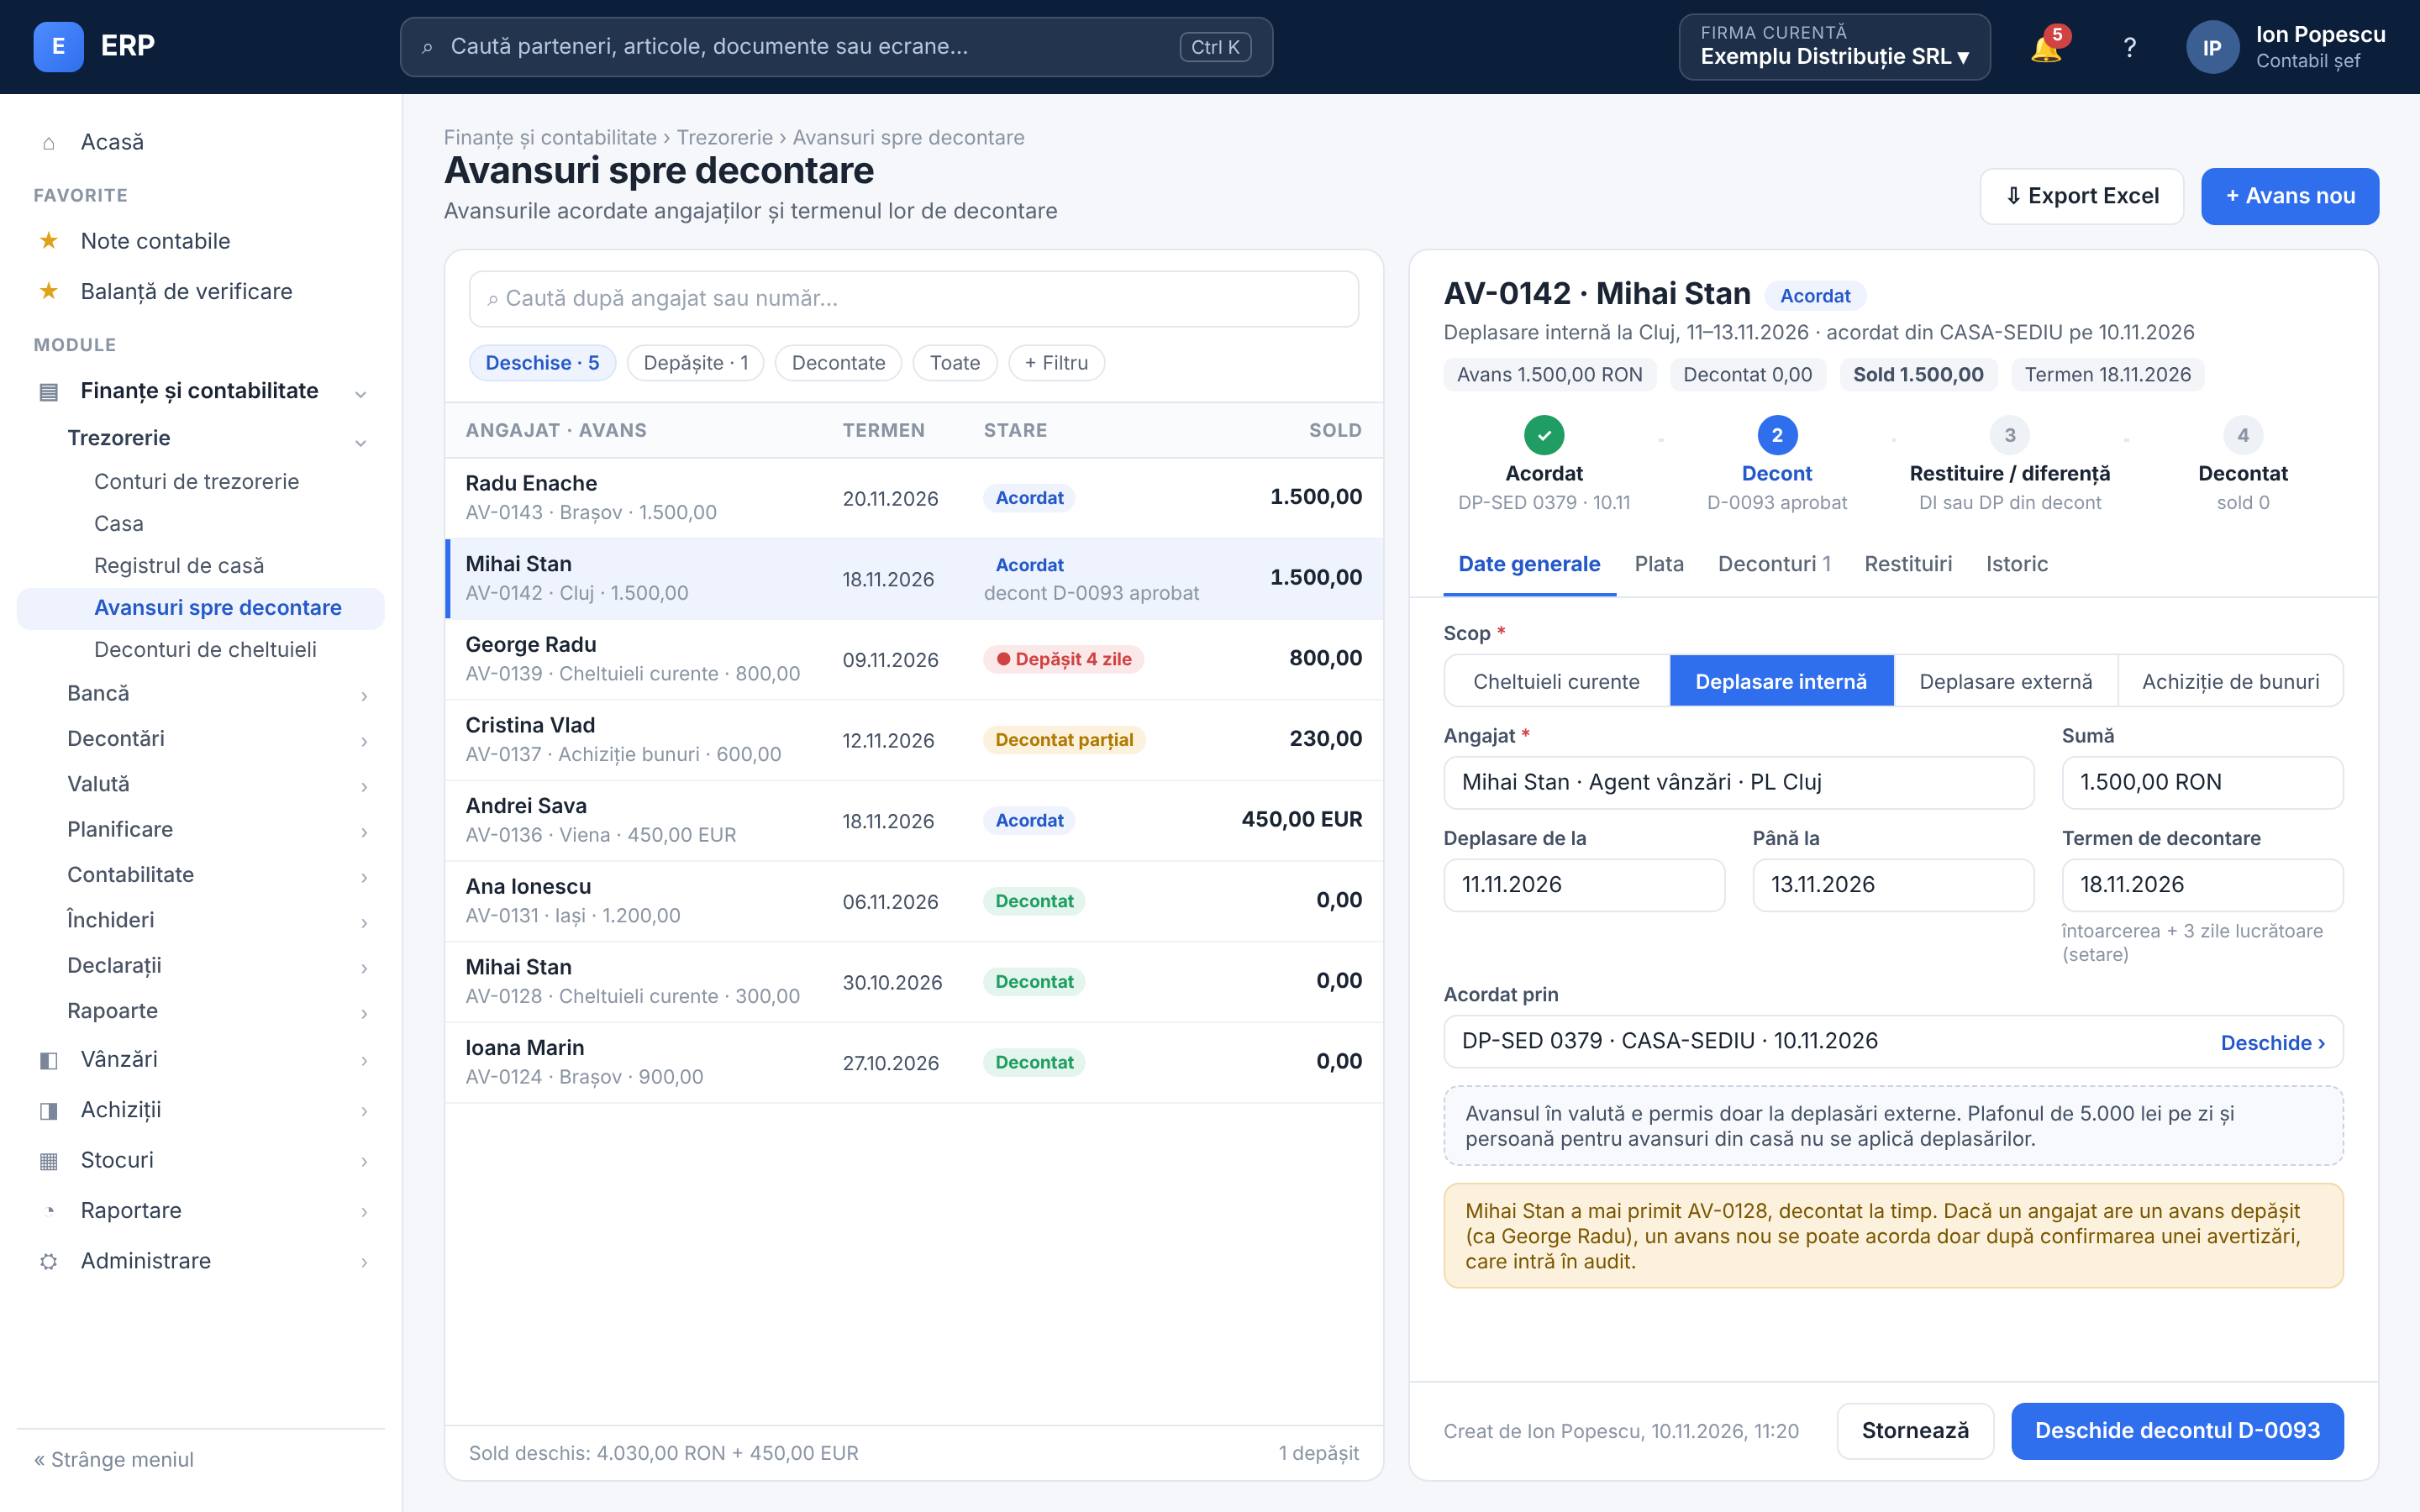 E ERP
Caută parteneri, articole, documente sau ecrane... Ctrl K
FIRMA CURENTĂ
Exemplu Distribuție SRL ▾
5
?
IP
Ion Popescu
Contabil șef
Acasă
FAVORITE
★ Note contabile
★ Balanță de verificare
MODULE
Finanțe și contabilitate
Trezorerie
Conturi de trezorerie
Casa
Registrul de casă
Avansuri spre decontare
Deconturi de cheltuieli
Bancă ›
Decontări ›
Valută ›
Planificare ›
Contabilitate ›
Închideri ›
Declarații ›
Rapoarte ›
Vânzări ›
Achiziții ›
Stocuri ›
Raportare ›
Administrare ›
« Strânge meniul
Finanțe și contabilitate › Trezorerie › Avansuri spre decontare
Avansuri spre decontare
Avansurile acordate angajaților și termenul lor de decontare
⇩ Export Excel
+ Avans nou
Caută după angajat sau număr...
Deschise · 5 Depășite · 1 Decontate Toate + Filtru
ANGAJAT · AVANS TERMEN STARE SOLD
Radu Enache
AV-0143 · Brașov · 1.500,00 20.11.2026 Acordat 1.500,00
Mihai Stan
AV-0142 · Cluj · 1.500,00 18.11.2026 Acordat 1.500,00
decont D-0093 aprobat
George Radu
AV-0139 · Cheltuieli curente · 800,00 09.11.2026 Depășit 4 zile 800,00
Cristina Vlad
AV-0137 · Achiziție bunuri · 600,00 12.11.2026 Decontat parțial 230,00
Andrei Sava
AV-0136 · Viena · 450,00 EUR 18.11.2026 Acordat 450,00 EUR
Ana Ionescu
AV-0131 · Iași · 1.200,00 06.11.2026 Decontat 0,00
Mihai Stan
AV-0128 · Cheltuieli curente · 300,00 30.10.2026 Decontat 0,00
Ioana Marin
AV-0124 · Brașov · 900,00 27.10.2026 Decontat 0,00
Sold deschis: 4.030,00 RON + 450,00 EUR 1 depășit
AV-0142 · Mihai Stan Acordat
Deplasare internă la Cluj, 11–13.11.2026 · acordat din CASA-SEDIU pe 10.11.2026
Avans 1.500,00 RON Decontat 0,00 Sold 1.500,00 Termen 18.11.2026
✓ 2 3 4
Acordat Decont Restituire / diferență Decontat
DP-SED 0379 · 10.11 D-0093 aprobat DI sau DP din decont sold 0
Date generale Plata Deconturi 1 Restituiri Istoric
Scop *
Cheltuieli curente Deplasare internă Deplasare externă Achiziție de bunuri
Angajat * Sumă
Mihai Stan · Agent vânzări · PL Cluj 1.500,00 RON
Deplasare de la Până la Termen de decontare
11.11.2026 13.11.2026 18.11.2026
întoarcerea + 3 zile lucrătoare
(setare)
Acordat prin
DP-SED 0379 · CASA-SEDIU · 10.11.2026 Deschide ›
Avansul în valută e permis doar la deplasări externe. Plafonul de 5.000 lei pe zi și
persoană pentru avansuri din casă nu se aplică deplasărilor.
Mihai Stan a mai primit AV-0128, decontat la timp. Dacă un angajat are un avans depășit
(ca George Radu), un avans nou se poate acorda doar după confirmarea unei avertizări,
care intră în audit.
Creat de Ion Popescu, 10.11.2026, 11:20 Stornează Deschide decontul D-0093